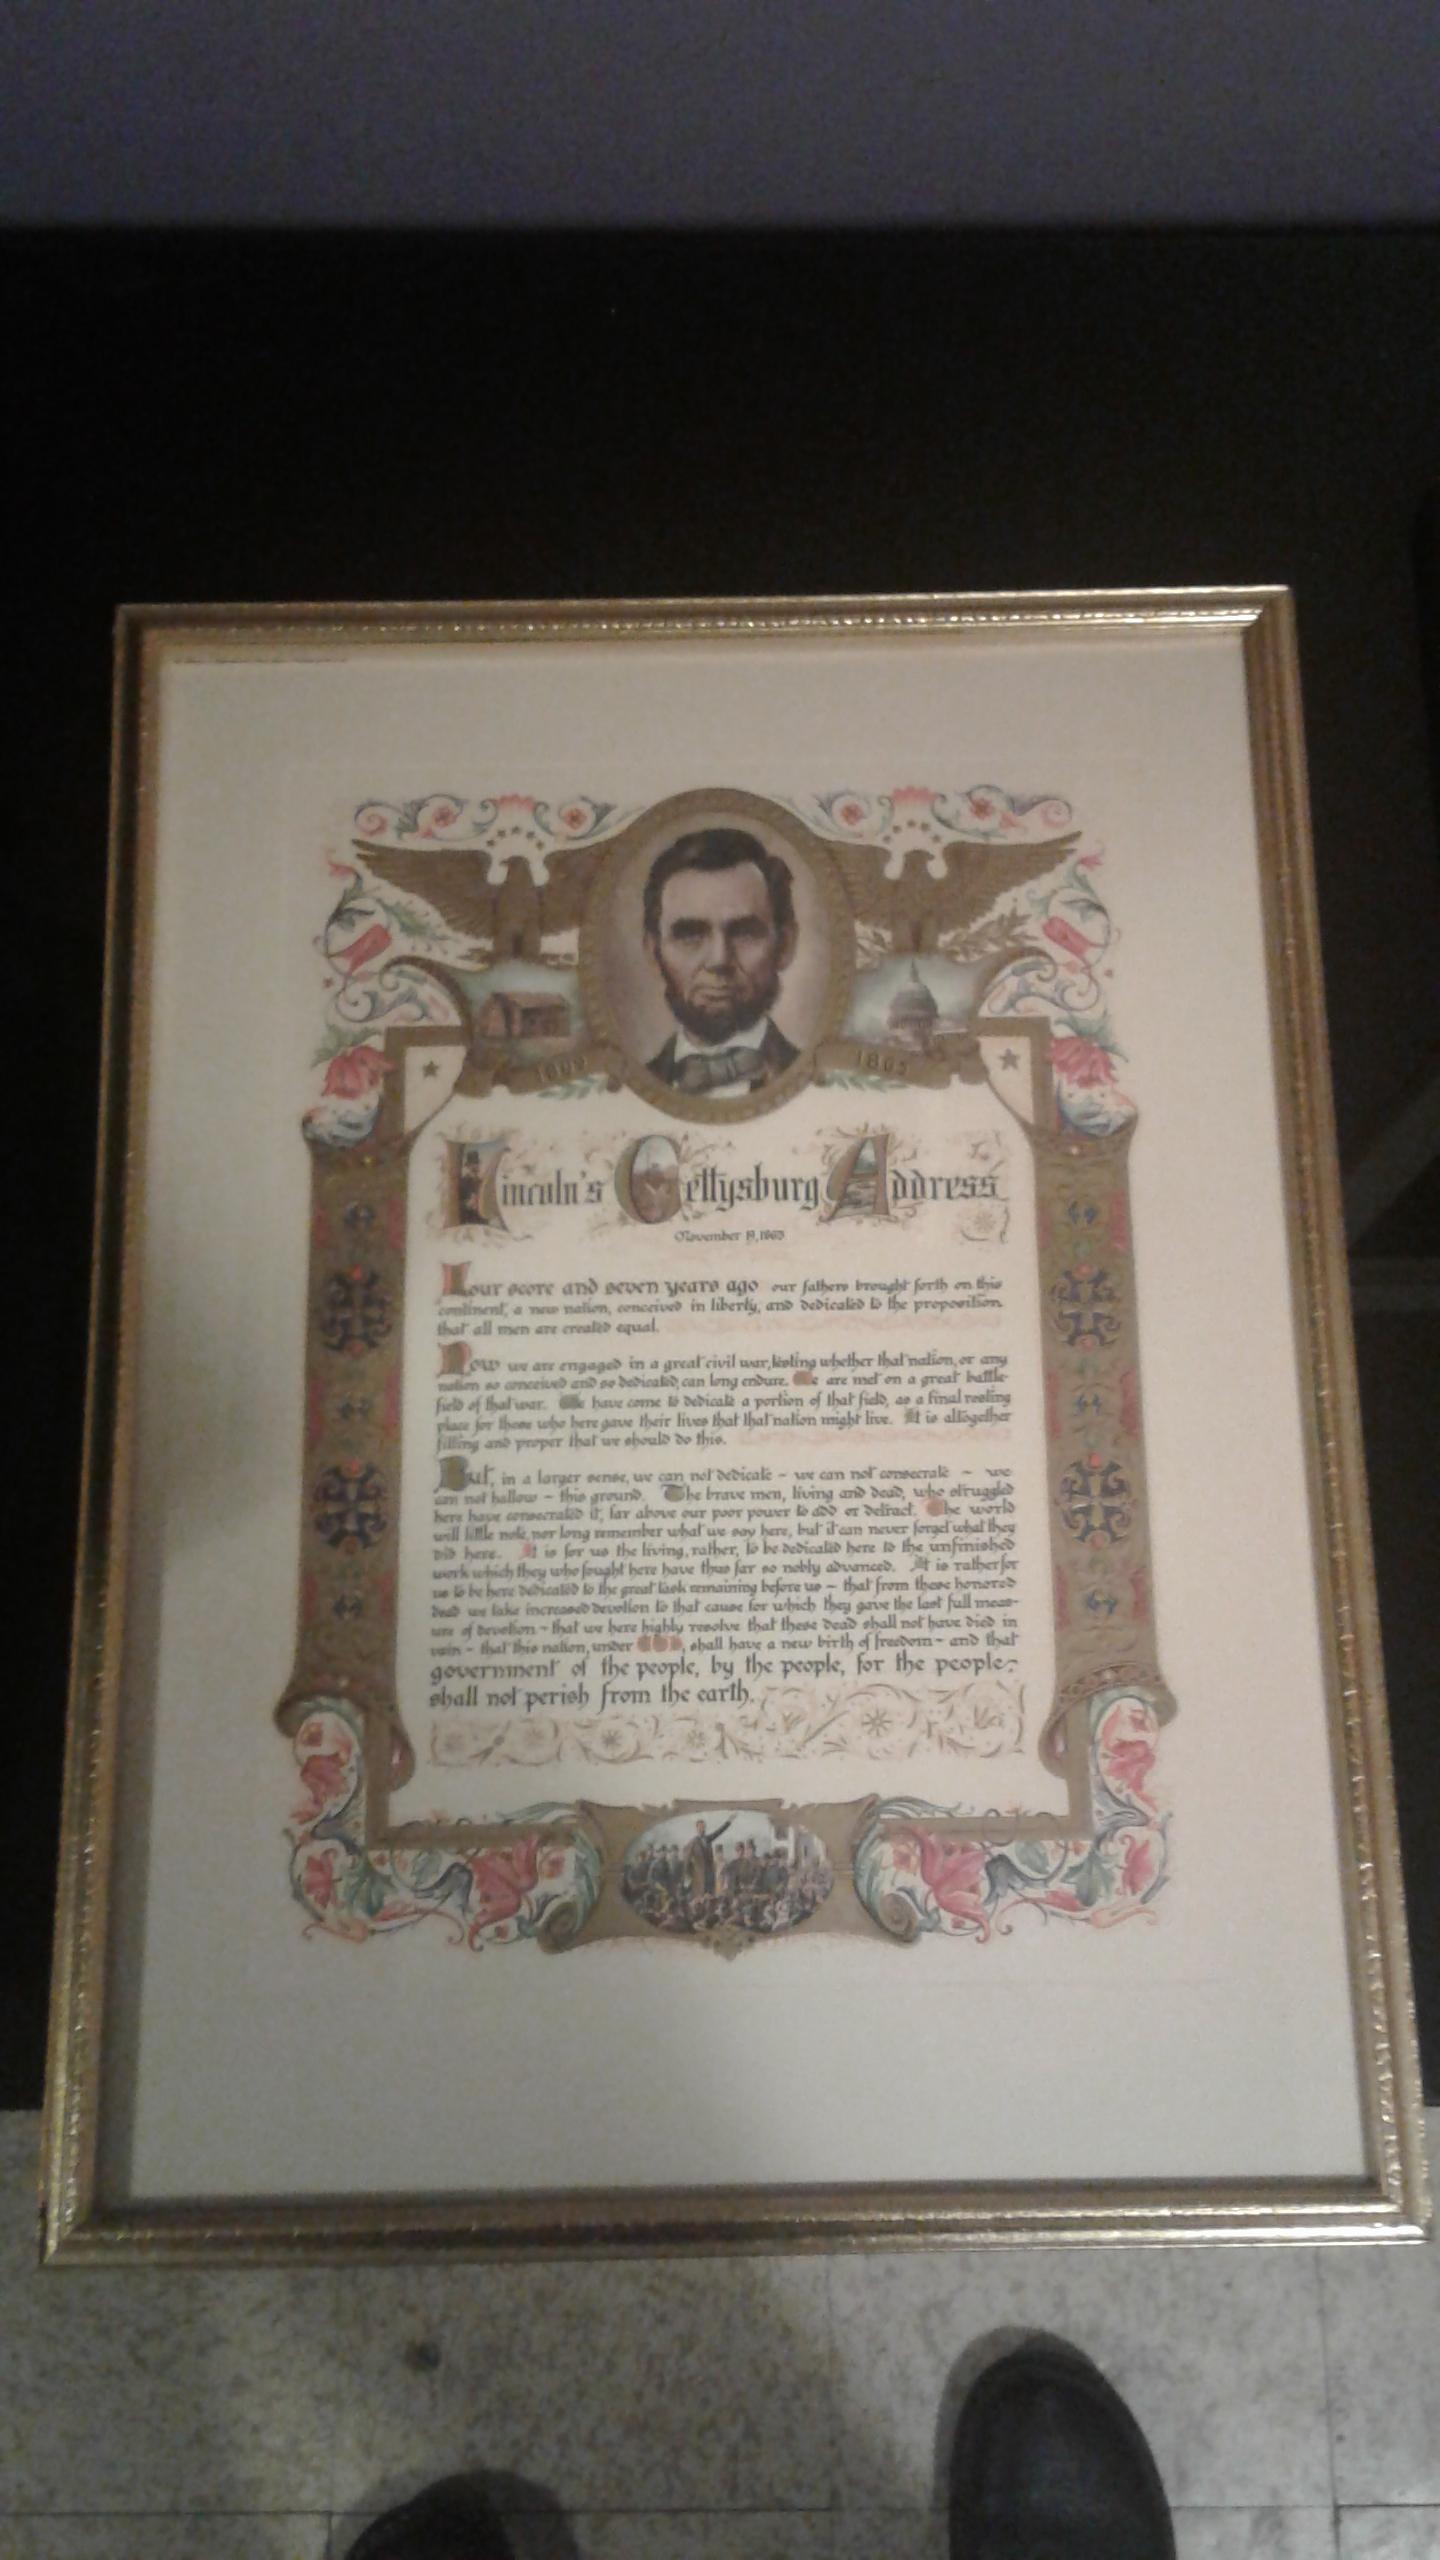 1809 1865
Lincoln's Gettysburg Address
November 19, 1863
Four score and seven years ago our fathers brought forth on this
continent, a new nation, conceived in liberty, and dedicated to the proposition
that all men are created equal.
Now we are engaged in a great civil war, testing whether that nation, or any
nation so conceived and so dedicated, can long endure. We are met on a great battle-
field of that war. We have come to dedicate a portion of that field, as a final resting
place for those who here gave their lives that that nation might live. It is altogether
fitting and proper that we should do this.
But, in a larger sense, we can not dedicate - we can not consecrate - we
can not hallow - this ground. The brave men, living and dead, who struggled
here have consecrated it, far above our poor power to add or detract. The world
will little note, nor long remember what we say here, but it can never forget what they
did here. It is for us the living, rather, to be dedicated here to the unfinished
work which they who fought here have thus far so nobly advanced. It is rather for
us to be here dedicated to the great task remaining before us - that from these honored
dead we take increased devotion to that cause for which they gave the last full meas-
ure of devotion - that we here highly resolve that these dead shall not have died in
vain - that this nation, under GOD, shall have a new birth of freedom - and that
government of the people, by the people, for the people,
shall not perish from the earth.